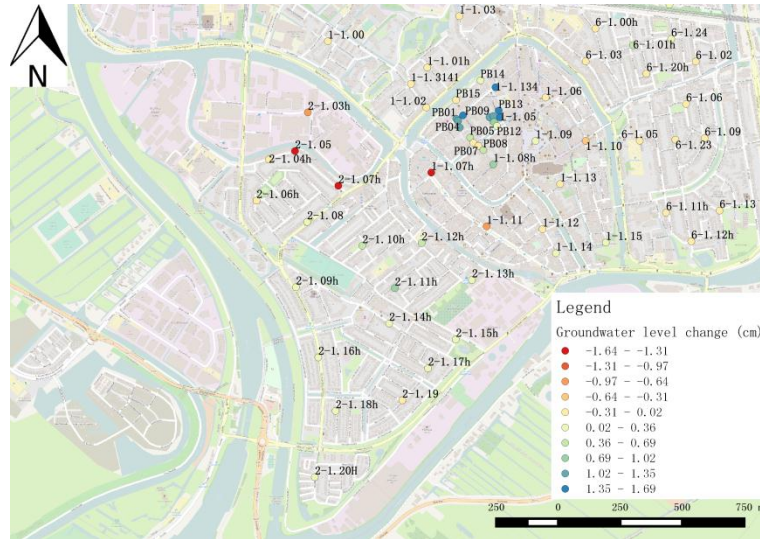 1-1.03
1-1.00
6-1.00h
6-1.24
6-1.01h
6-1.03
6-1.02
1-1.01h
6-1.20h
PB14
1-1.3141
1-1.134
PB15
1-1.06
1-1.02
6-1.06
2-1.03h
PB01
PB09
PB13
1-1.05
PB04
PB05
PB12
1-1.09
1-1.10
6-1.05
6-1.09
6-1.23
2-1.05
PB07
PB08
2-1.04h
1-1.08h
1-1.07h
1-1.13
2-1.07h
2-1.06h
6-1.11h
6-1.13
2-1.08
1-1.11
1-1.12
2-1.10h
2-1.12h
1-1.14
1-1.15
6-1.12h
2-1.09h
2-1.11h
2-1.13h
2-1.14h
2-1.15h
2-1.16h
2-1.17h
2-1.18h
2-1.19
2-1.20H
N
Legend
Groundwater level change (cm)
-1.64 - -1.31
-1.31 - -0.97
-0.97 - -0.64
-0.64 - -0.31
-0.31 - 0.02
0.02 - 0.36
0.36 - 0.69
0.69 - 1.02
1.02 - 1.35
1.35 - 1.69
250 0 250 500 750 m